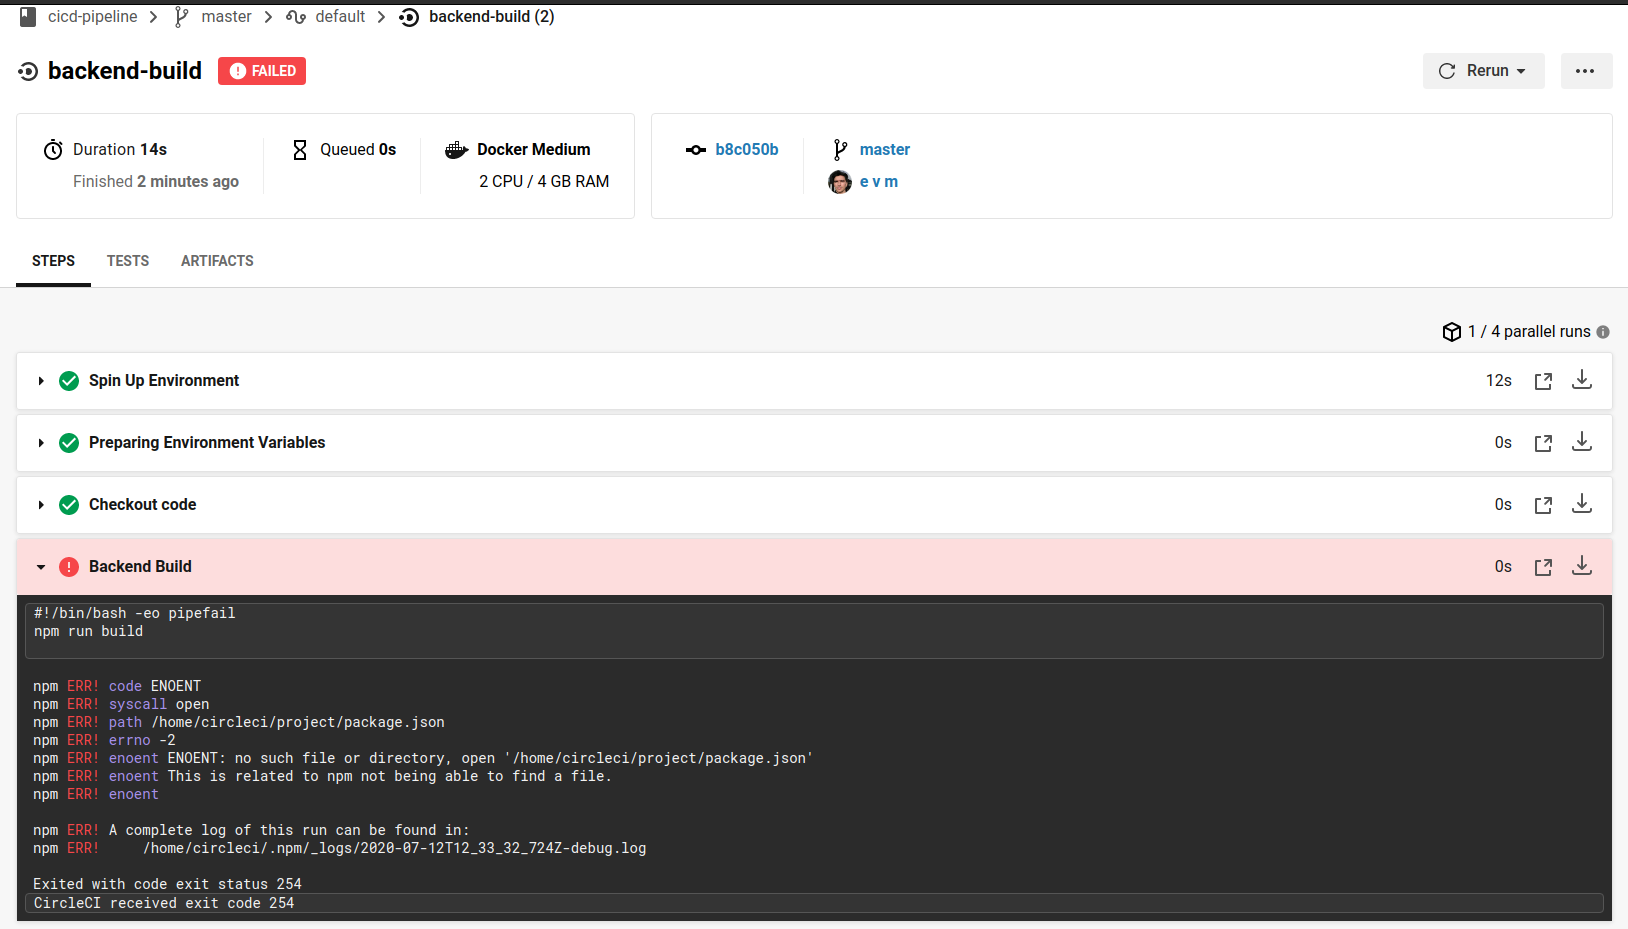 cicd-pipeline > master > default > backend-build (2)
backend-build FAILED Rerun
Duration 14s
Finished 2 minutes ago
Queued 0s
Docker Medium
2 CPU / 4 GB RAM
b8c050b
master
e v m
STEPS TESTS ARTIFACTS
1 / 4 parallel runs
Spin Up Environment 12s
Preparing Environment Variables 0s
Checkout code 0s
Backend Build 0s
#!/bin/bash -eo pipefail
npm run build
npm ERR! code ENOENT
npm ERR! syscall open
npm ERR! path /home/circleci/project/package.json
npm ERR! errno -2
npm ERR! enoent ENOENT: no such file or directory, open '/home/circleci/project/package.json'
npm ERR! enoent This is related to npm not being able to find a file.
npm ERR! enoent
npm ERR! A complete log of this run can be found in:
npm ERR!     /home/circleci/.npm/_logs/2020-07-12T12_33_32_724Z-debug.log
Exited with code exit status 254
CircleCI received exit code 254